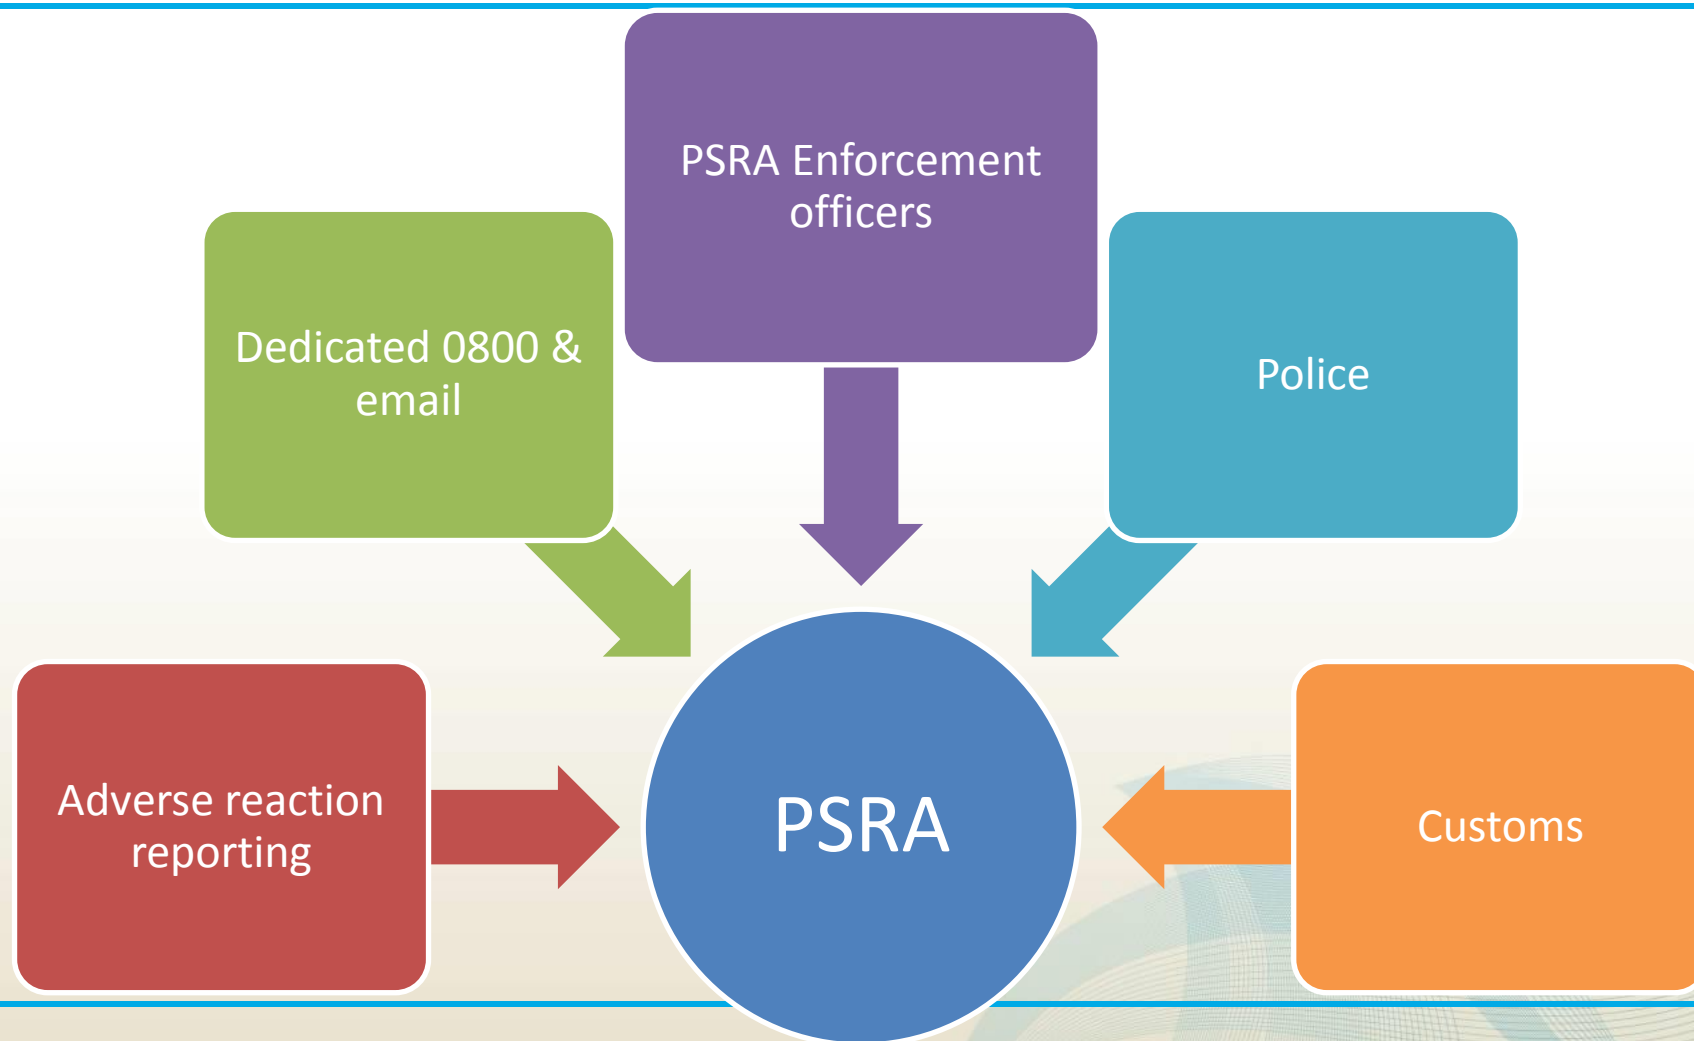 PSRA Enforcement
officers
Dedicated 0800 &
email
Police
Adverse reaction
reporting
PSRA
Customs